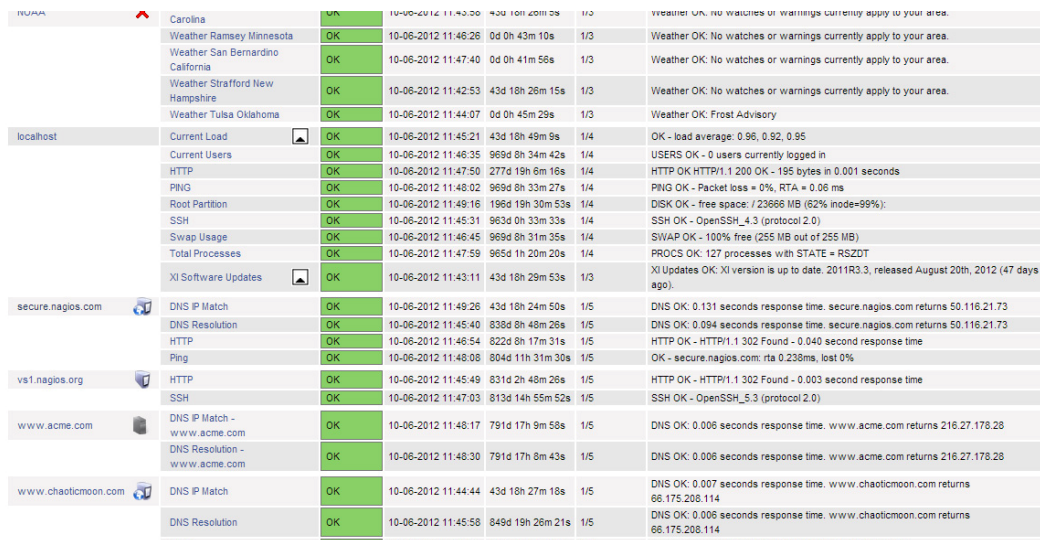 NOAA
Carolina OK 10-06-2012 11:43:58 43d 18h 26m 5s 1/3 Weather OK: No watches or warnings currently apply to your area.
Weather Ramsey Minnesota OK 10-06-2012 11:46:26 0d 0h 43m 10s 1/3 Weather OK: No watches or warnings currently apply to your area.
Weather San Bernardino
California OK 10-06-2012 11:47:40 0d 0h 41m 56s 1/3 Weather OK: No watches or warnings currently apply to your area.
Weather Strafford New
Hampshire OK 10-06-2012 11:42:53 43d 18h 26m 15s 1/3 Weather OK: No watches or warnings currently apply to your area.
Weather Tulsa Oklahoma OK 10-06-2012 11:44:07 0d 0h 45m 29s 1/3 Weather OK: Frost Advisory
localhost Current Load OK 10-06-2012 11:45:21 43d 18h 49m 9s 1/4 OK - load average: 0.96, 0.92, 0.95
Current Users OK 10-06-2012 11:46:35 969d 8h 34m 42s 1/4 USERS OK - 0 users currently logged in
HTTP OK 10-06-2012 11:47:50 277d 19h 6m 16s 1/4 HTTP OK HTTP/1.1 200 OK - 195 bytes in 0.001 seconds
PING OK 10-06-2012 11:48:02 969d 8h 33m 27s 1/4 PING OK - Packet loss = 0%, RTA = 0.06 ms
Root Partition OK 10-06-2012 11:49:16 196d 19h 30m 53s 1/4 DISK OK - free space: / 23666 MB (62% inode=99%):
SSH OK 10-06-2012 11:45:31 963d 0h 33m 33s 1/4 SSH OK - OpenSSH_4.3 (protocol 2.0)
Swap Usage OK 10-06-2012 11:46:45 969d 8h 31m 35s 1/4 SWAP OK - 100% free (255 MB out of 255 MB)
Total Processes OK 10-06-2012 11:47:59 965d 1h 20m 20s 1/4 PROCS OK: 127 processes with STATE = RSZDT
XI Software Updates OK 10-06-2012 11:43:11 43d 18h 29m 53s 1/3 XI Updates OK: XI version is up to date. 2011R3.3, released August 20th, 2012 (47 days
ago).
secure.nagios.com DNS IP Match OK 10-06-2012 11:49:26 43d 18h 24m 50s 1/5 DNS OK: 0.131 seconds response time. secure.nagios.com returns 50.116.21.73
DNS Resolution OK 10-06-2012 11:45:40 838d 8h 48m 26s 1/5 DNS OK: 0.094 seconds response time. secure.nagios.com returns 50.116.21.73
HTTP OK 10-06-2012 11:46:54 822d 8h 17m 31s 1/5 HTTP OK - HTTP/1.1 302 Found - 0.040 second response time
Ping OK 10-06-2012 11:48:08 804d 11h 31m 30s 1/5 OK - secure.nagios.com: rta 0.238ms, lost 0%
vs1.nagios.org HTTP OK 10-06-2012 11:45:49 831d 2h 48m 26s 1/5 HTTP OK - HTTP/1.1 302 Found - 0.003 second response time
SSH OK 10-06-2012 11:47:03 813d 14h 55m 52s 1/5 SSH OK - OpenSSH_5.3 (protocol 2.0)
www.acme.com DNS IP Match -
www.acme.com OK 10-06-2012 11:48:17 791d 17h 9m 58s 1/5 DNS OK: 0.006 seconds response time. www.acme.com returns 216.27.178.28
DNS Resolution -
www.acme.com OK 10-06-2012 11:48:30 791d 17h 8m 43s 1/5 DNS OK: 0.006 seconds response time. www.acme.com returns 216.27.178.28
www.chaoticmoon.com DNS IP Match OK 10-06-2012 11:44:44 43d 18h 27m 18s 1/5 DNS OK: 0.007 seconds response time. www.chaoticmoon.com returns
66.175.208.114
DNS Resolution OK 10-06-2012 11:45:58 849d 19h 26m 21s 1/5 DNS OK: 0.006 seconds response time. www.chaoticmoon.com returns
66.175.208.114